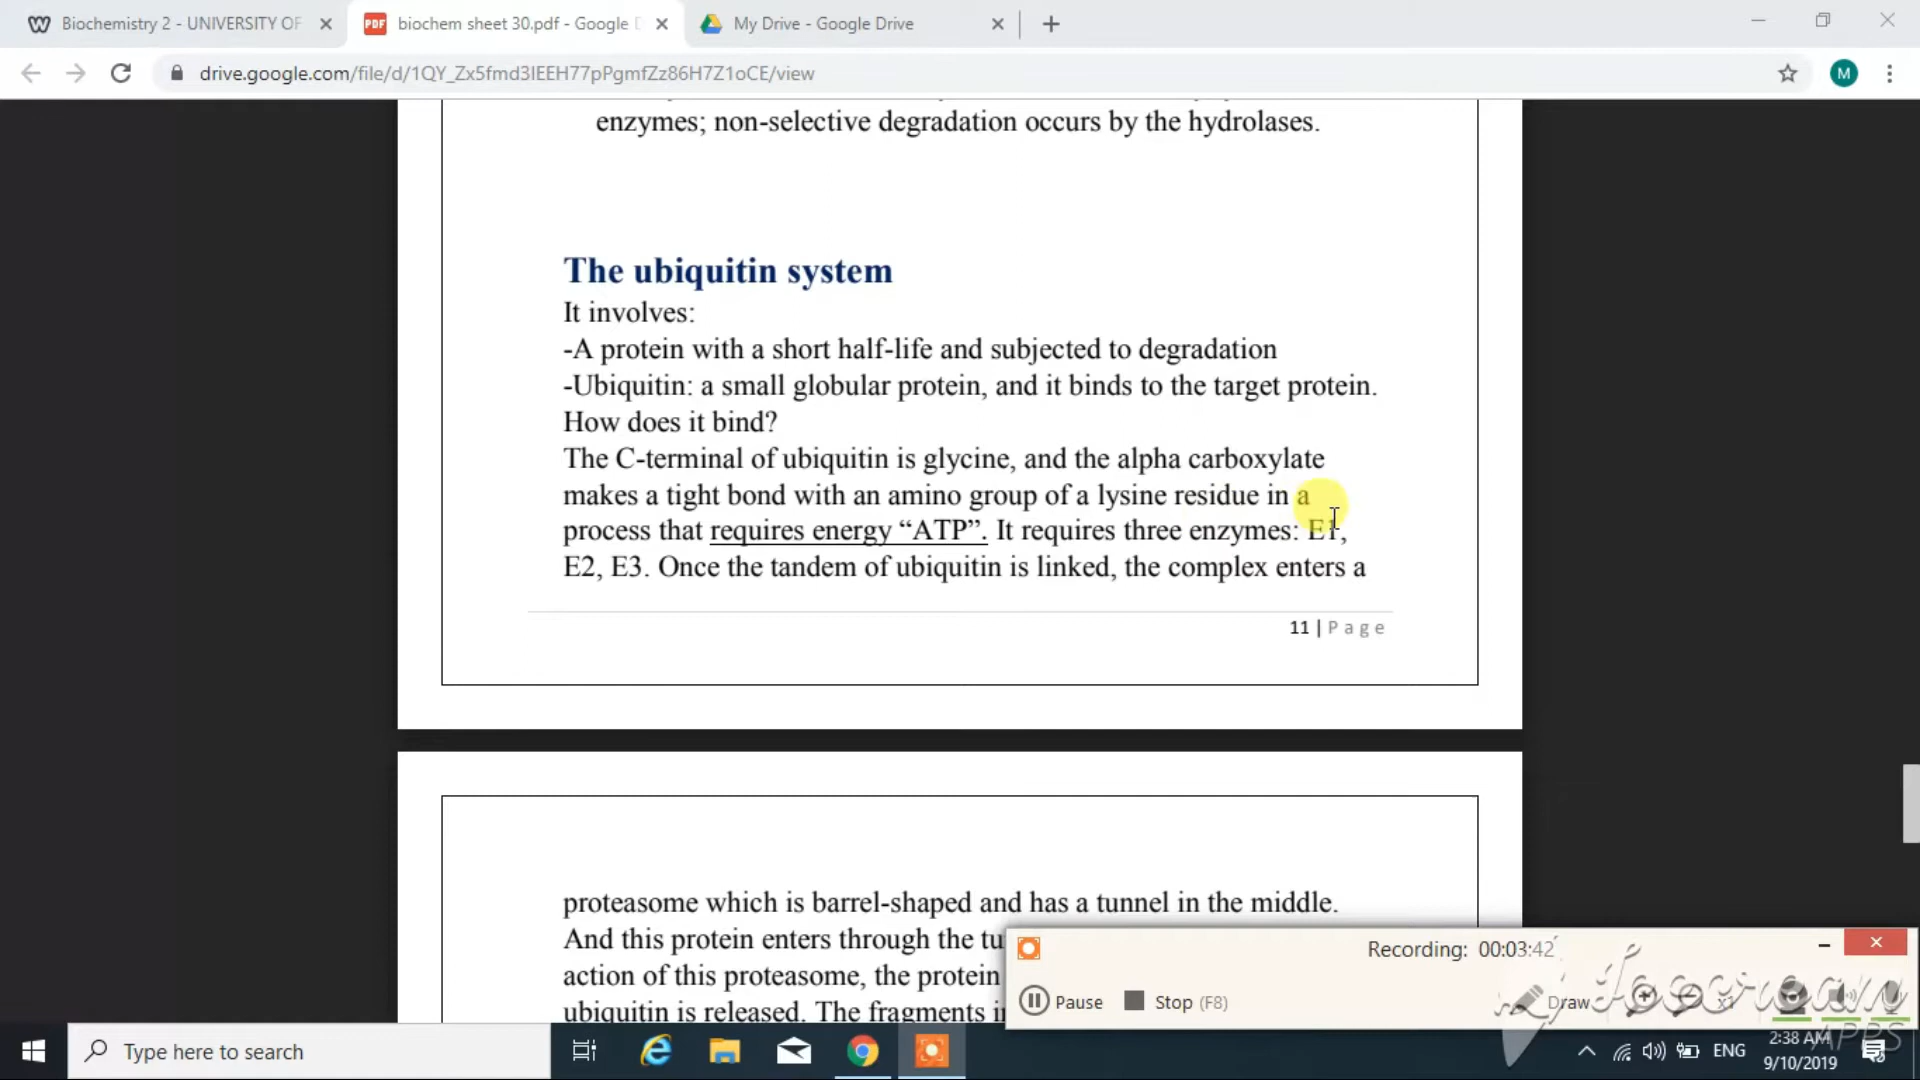 Biochemistry 2 - UNIVERSITY OF
biochem sheet 30.pdf - Google D
My Drive - Google Drive
drive.google.com/file/d/1QY_Zx5fmd3IEEH77pPgmfZz86H7Z1oCE/view
M
enzymes; non-selective degradation occurs by the hydrolases.
The ubiquitin system
It involves:
-A protein with a short half-life and subjected to degradation
-Ubiquitin: a small globular protein, and it binds to the target protein.
How does it bind?
The C-terminal of ubiquitin is glycine, and the alpha carboxylate
makes a tight bond with an amino group of a lysine residue in a
process that requires energy “ATP”. It requires three enzymes: E1,
E2, E3. Once the tandem of ubiquitin is linked, the complex enters a
11 | Page
proteasome which is barrel-shaped and has a tunnel in the middle.
And this protein enters through the tu
action of this proteasome, the protein
ubiquitin is released. The fragments i
Recording: 00:03:42
Pause
Stop (F8)
Draw
x1
Icecream
APPS
Type here to search
ENG
2:38 AM
9/10/2019